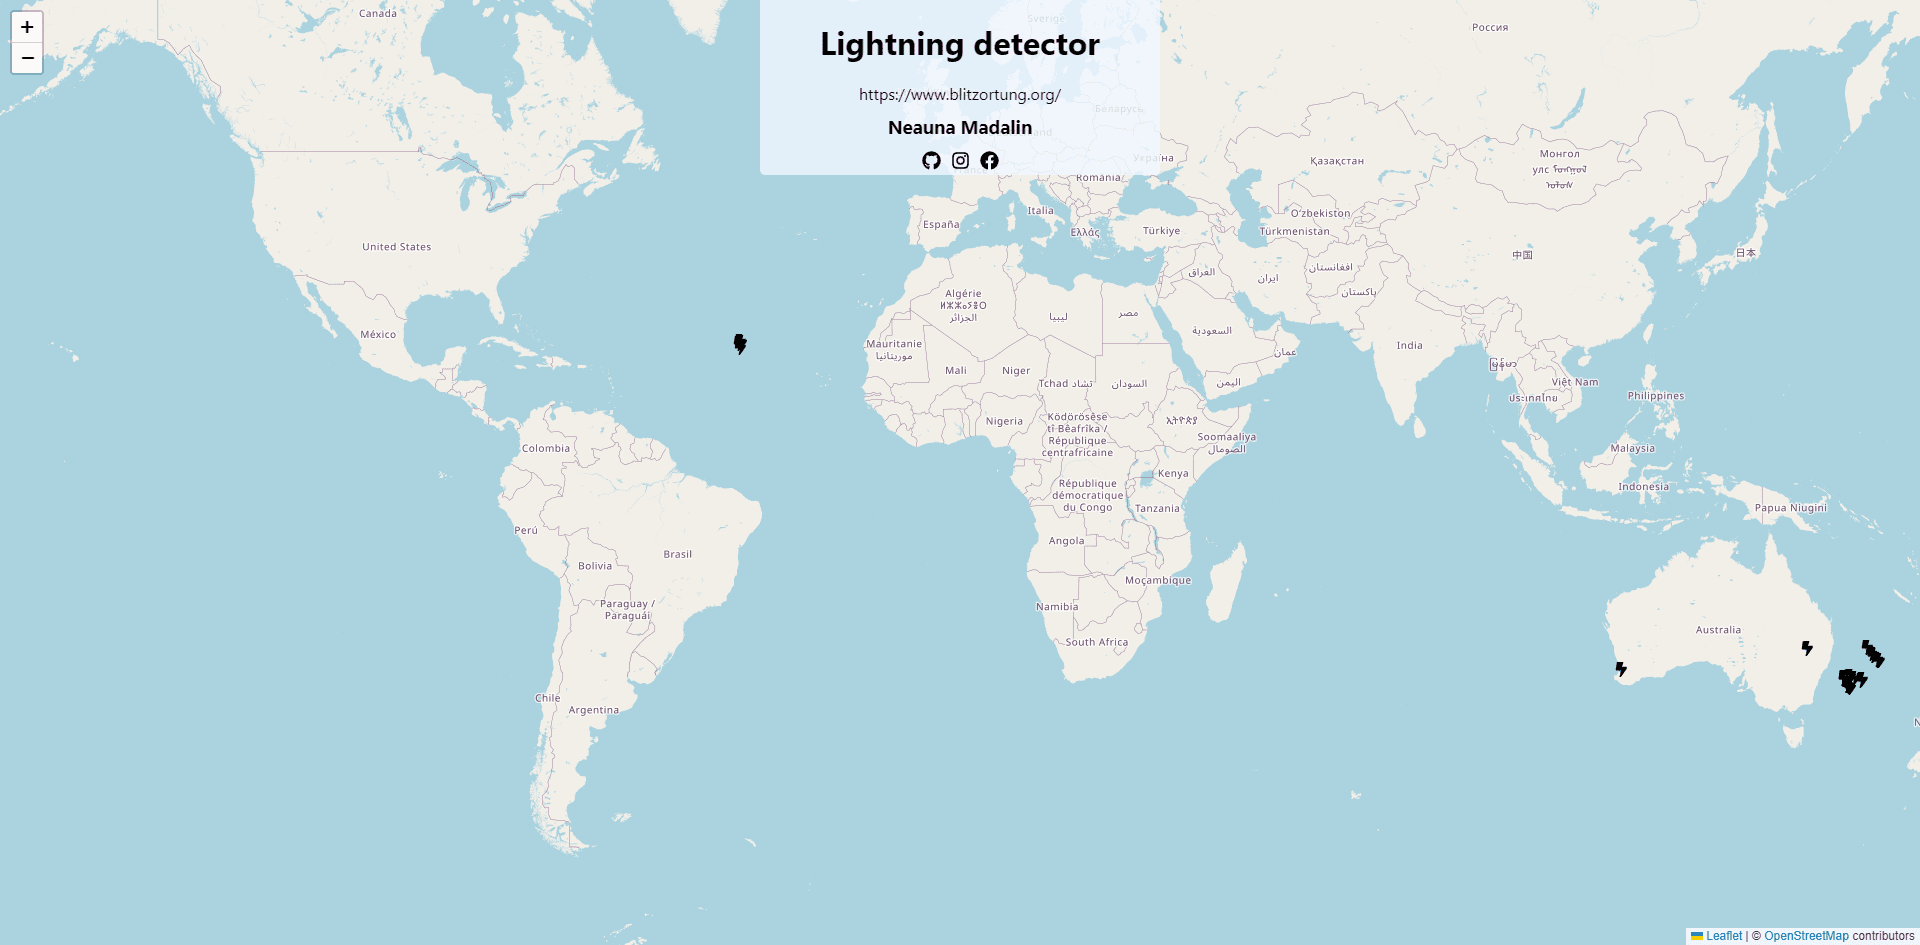 +
−
Canada
Sverige
Россия
Lightning detector
https://www.blitzortung.org/
Беларусь
Neauna Madalin
Україна
Қазақстан
Монгол
улс
România
Italia
España
Ελλάς
Türkiye
Oʻzbekiston
Türkmenistan
United States
中国
日本
العراق
ایران
افغانستان
پاکستان
Algérie
ⵍⵣⵣⴰⵢⴻⵔ
الجزائر
ليبيا
مصر
السعودية
México
Mauritanie
موريتانيا
India
عمان
Mali
Niger
Tchad تشاد
السودان
اليمن
မြန်မာ
Việt Nam
ประเทศไทย
Philippines
Nigeria
Ködörösêse
tî Bêafrîka /
République
centrafricaine
ኢትዮጵያ
Soomaaliya
الصومال
Colombia
Malaysia
Kenya
Indonesia
République
démocratique
du Congo
Tanzania
Papua Niugini
Perú
Angola
Brasil
Bolivia
Moçambique
Paraguay /
Paraguái
Namibia
South Africa
Australia
Chile
Argentina
N
Leaflet | © OpenStreetMap contributors